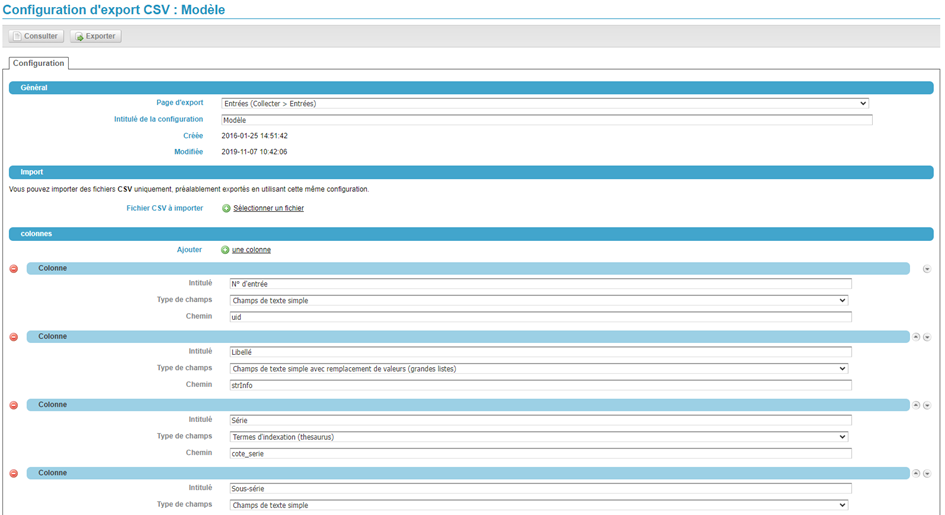 Configuration d'export CSV : Modèle
Consulter Exporter
Configuration
Général
Page d'export Entrées (Collecter > Entrées)
Intitulé de la configuration Modèle
Créée 2016-01-25 14:51:42
Modifiée 2019-11-07 10:42:06
Import
Vous pouvez importer des fichiers CSV uniquement, préalablement exportés en utilisant cette même configuration.
Fichier CSV à importer Sélectionner un fichier
colonnes
Ajouter une colonne
Colonne
Intitulé N° d'entrée
Type de champs Champs de texte simple
Chemin uid
Colonne
Intitulé Libellé
Type de champs Champs de texte simple avec remplacement de valeurs (grandes listes)
Chemin strInfo
Colonne
Intitulé Série
Type de champs Termes d'indexation (thesaurus)
Chemin cote_serie
Colonne
Intitulé Sous-série
Type de champs Champs de texte simple